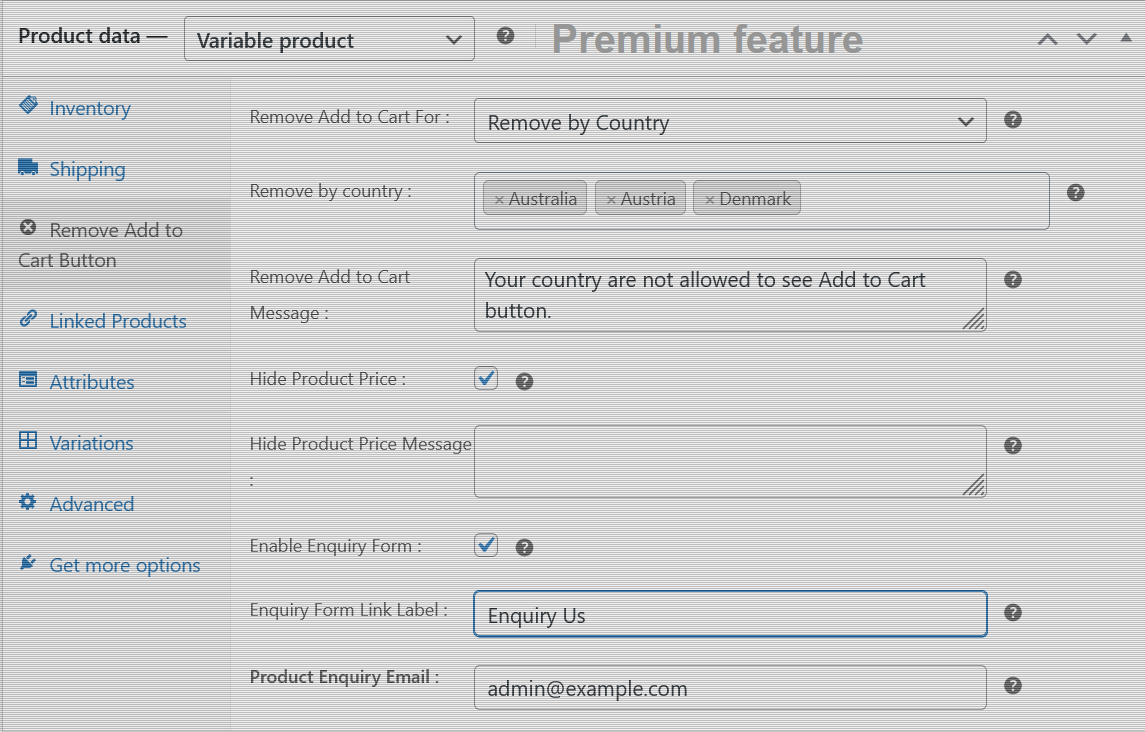 Product data — Variable product
Premium feature
Inventory
Shipping
Remove Add to
Cart Button
Linked Products
Attributes
Variations
Advanced
Get more options
Remove Add to Cart For : Remove by Country
Remove by country : × Australia × Austria × Denmark
Remove Add to Cart
Message :
Your country are not allowed to see Add to Cart
button.
Hide Product Price :
Hide Product Price Message
:
Enable Enquiry Form :
Enquiry Form Link Label : Enquiry Us
Product Enquiry Email : admin@example.com